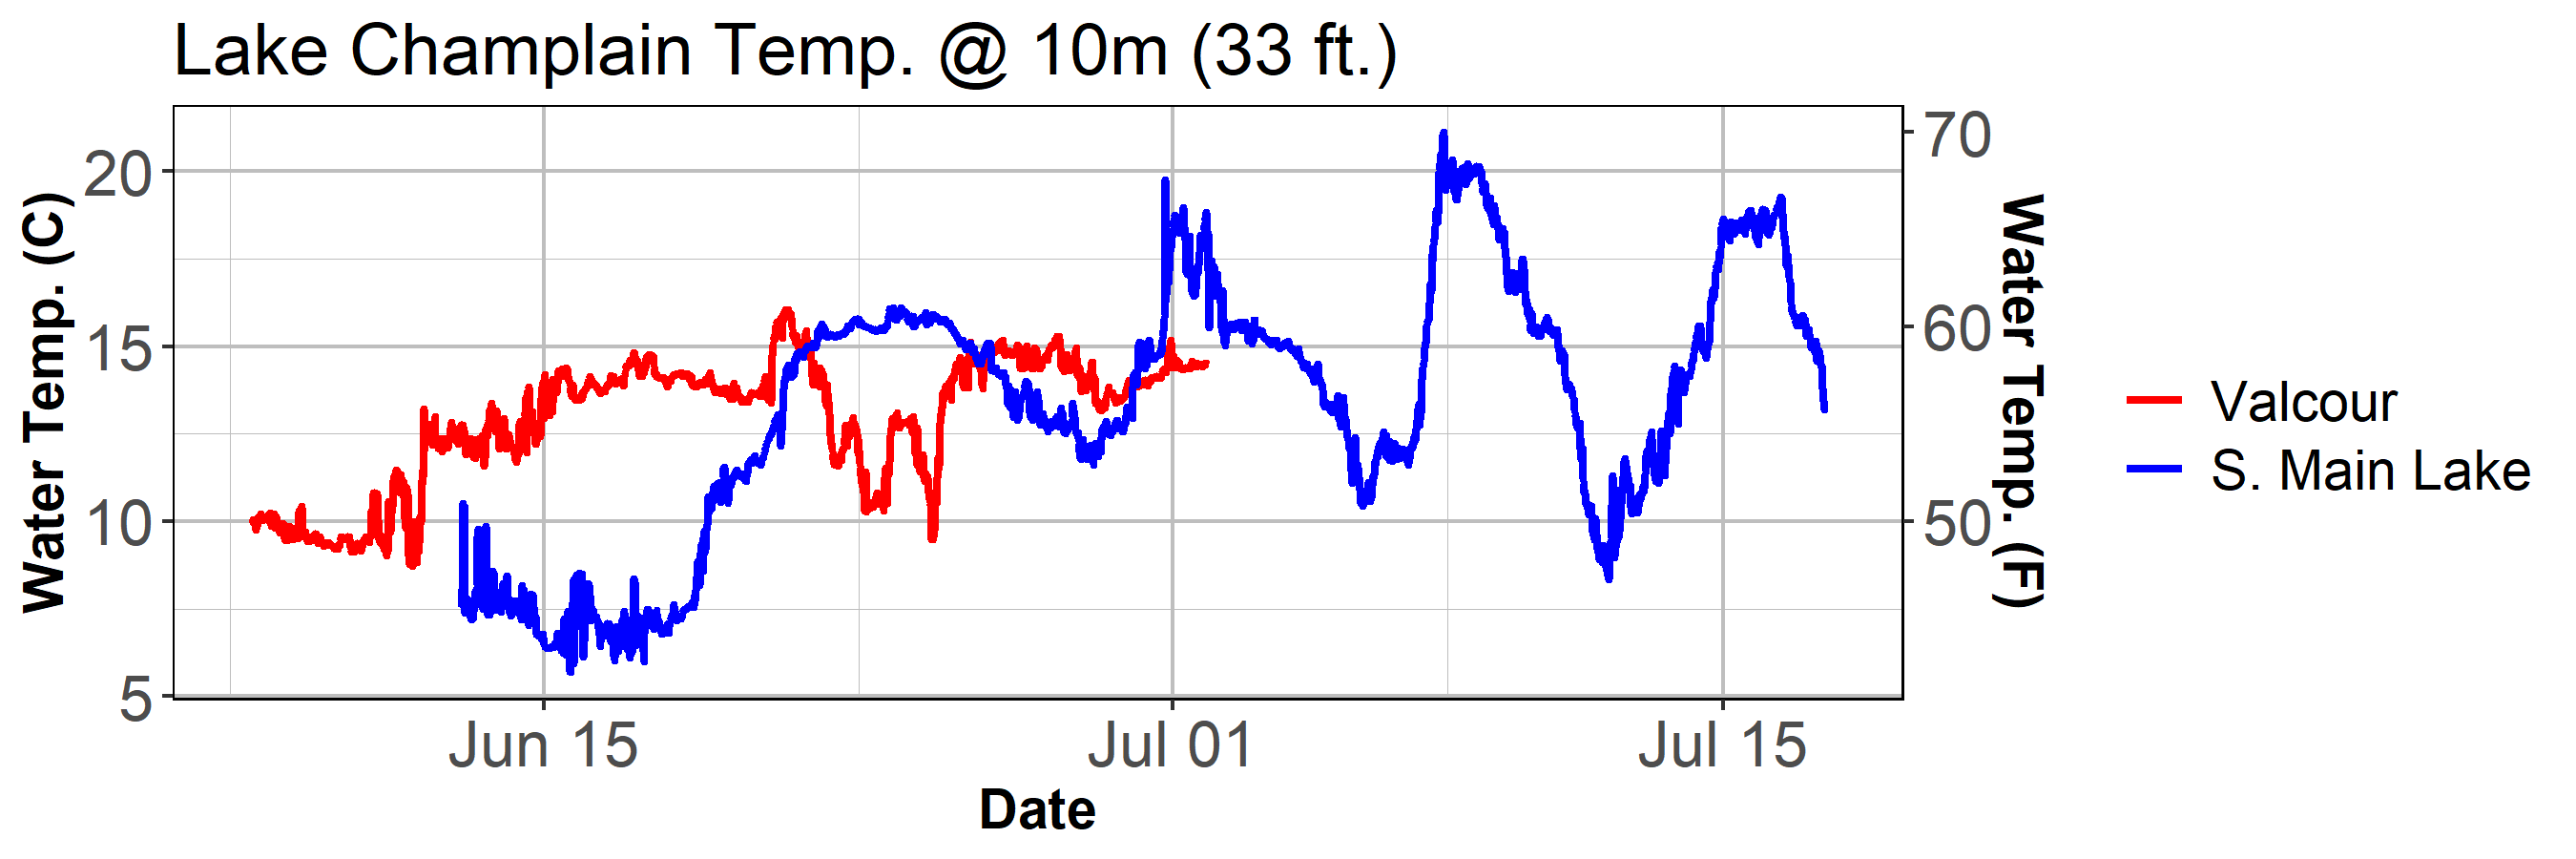 Lake Champlain Temp. @ 10m (33 ft.)
Water Temp. (C)
20
15
10
5
70
60
50
Water Temp. (F)
Jun 15
Jul 01
Jul 15
Date
Valcour
S. Main Lake